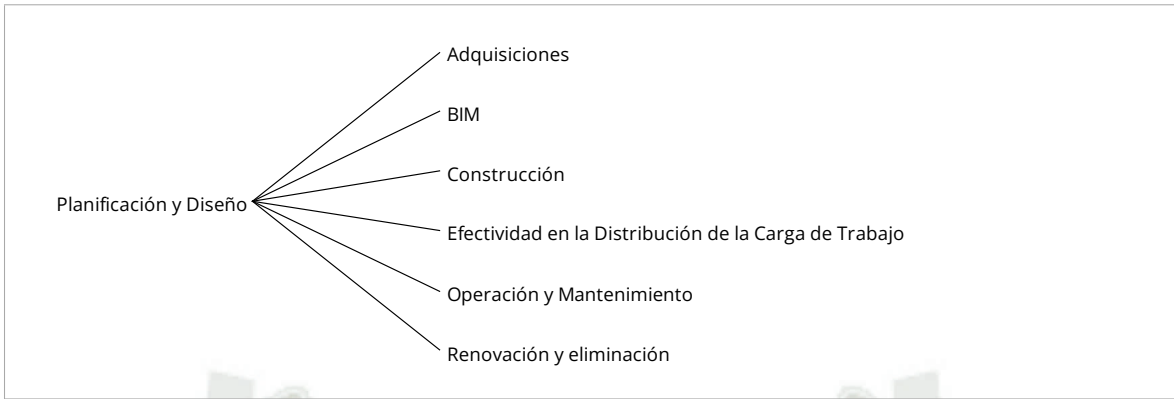 Adquisiciones
BIM
Construcción
Planificación y Diseño
Efectividad en la Distribución de la Carga de Trabajo
Operación y Mantenimiento
Renovación y eliminación